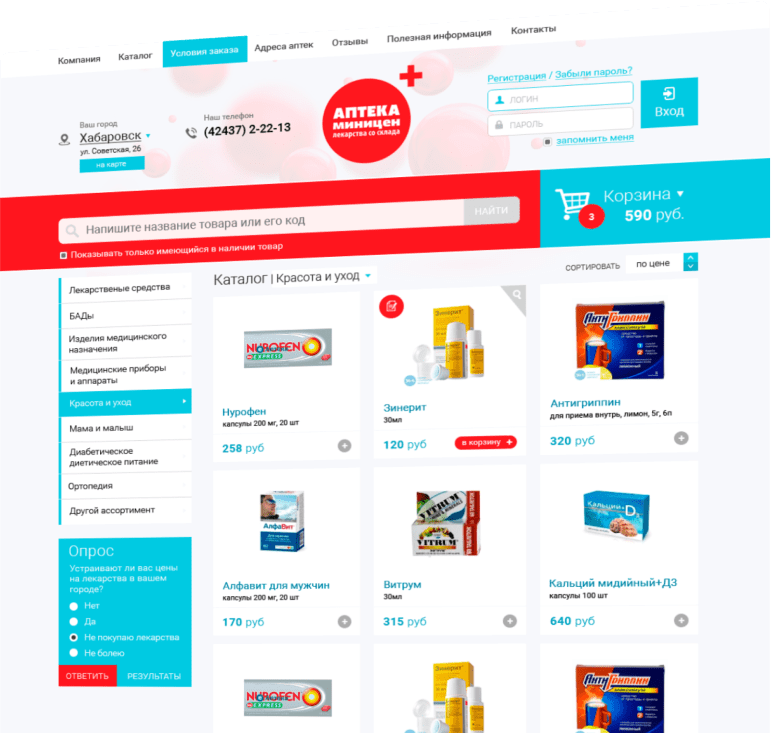 Компания
Каталог
Условия заказа
Адреса аптек
Отзывы
Полезная информация
Контакты
Ваш город
Хабаровск
ул. Советская, 26
на карте
Наш телефон
(42437) 2-22-13
АПТЕКА
МИНИЦЕН
лекарства со склада
Регистрация / Забыли пароль?
ЛОГИН
ПАРОЛЬ
запомнить меня
Вход
Напишите название товара или его код
НАЙТИ
Показывать только имеющийся в наличии товар
Корзина
3
590 руб.
Лекарственные средства
БАДы
Изделия медицинского
назначения
Медицинские приборы
и аппараты
Красота и уход
Мама и малыш
Диабетическое
диетическое питание
Ортопедия
Другой ассортимент
Опрос
Устраивают ли вас цены
на лекарства в вашем
городе?
Нет
Да
Не покупаю лекарства
Не болею
ОТВЕТИТЬ
РЕЗУЛЬТАТЫ
Каталог | Красота и уход
СОРТИРОВАТЬ
по цене
NUROFEN
EXPRESS
Нурофен
капсулы 200 мг, 20 шт
258 руб
Зинерит
Зинерит
30мл
120 руб
в корзину +
АнтиГриппин
Антигриппин
для приема внутрь, лимон, 5г, 6п
320 руб
АлфаВит
Алфавит для мужчин
капсулы 200 мг, 20 шт
170 руб
VITRUM
VITRUM
Витрум
30мл
315 руб
Кальций+D3
Кальций мидийный+Д3
капсулы 100 шт
640 руб
NUROFEN
EXPRESS
Зинерит
АнтиГриппин